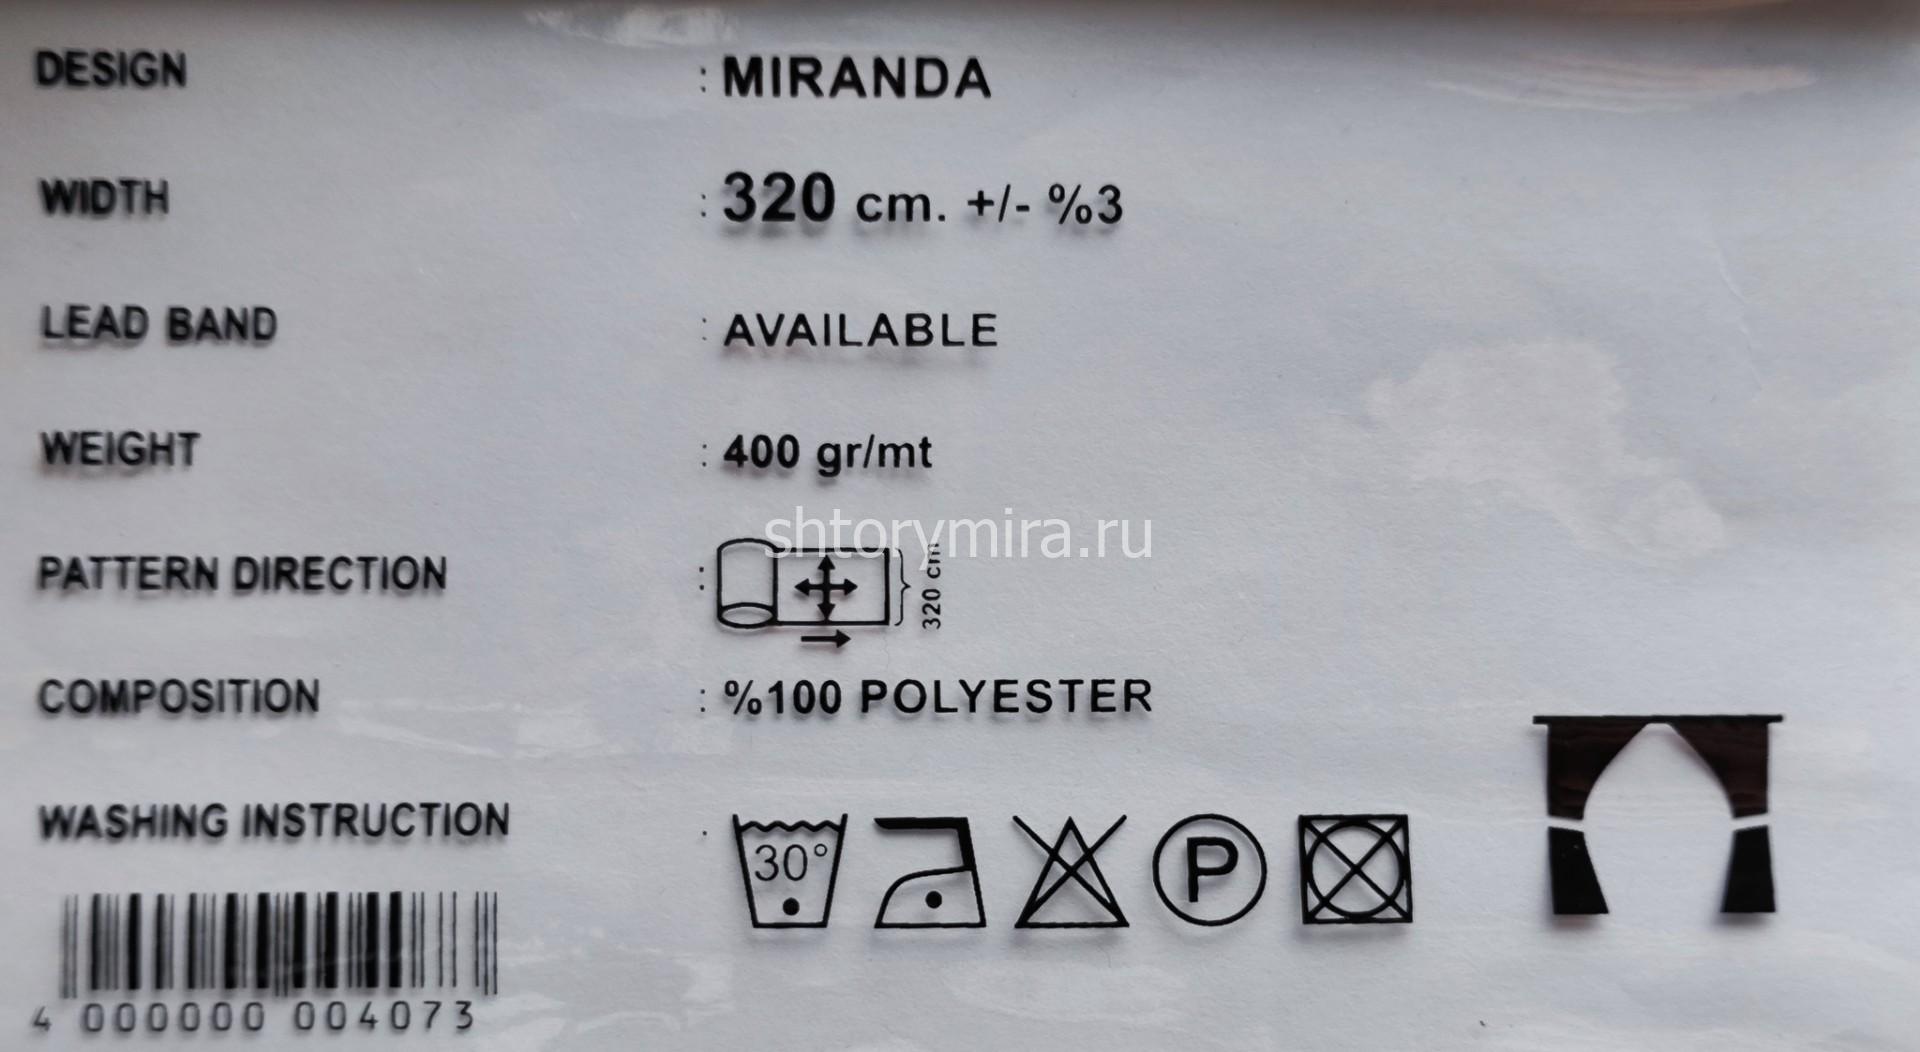 DESIGN : MIRANDA
WIDTH : 320 cm. +/- %3
LEAD BAND : AVAILABLE
WEIGHT : 400 gr/mt
shtorymira.ru
PATTERN DIRECTION : 320 cm
COMPOSITION : %100 POLYESTER
WASHING INSTRUCTION :
30° P
4 000000 004073